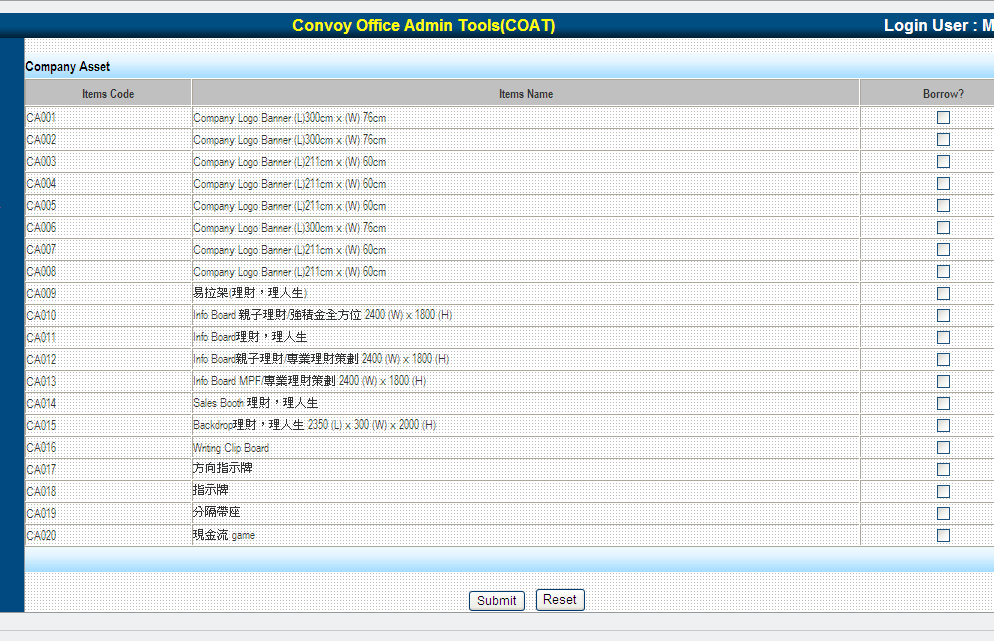 Convoy Office Admin Tools(COAT) Login User : M
Company Asset
Items Code Items Name Borrow?
CA001 Company Logo Banner (L)300cm x (W) 76cm
CA002 Company Logo Banner (L)300cm x (W) 76cm
CA003 Company Logo Banner (L)211cm x (W) 60cm
CA004 Company Logo Banner (L)211cm x (W) 60cm
CA005 Company Logo Banner (L)211cm x (W) 60cm
CA006 Company Logo Banner (L)300cm x (W) 76cm
CA007 Company Logo Banner (L)211cm x (W) 60cm
CA008 Company Logo Banner (L)211cm x (W) 60cm
CA009 易拉架(理財，理人生)
CA010 Info Board 親子理財/強積金全方位 2400 (W) x 1800 (H)
CA011 Info Board理財，理人生
CA012 Info Board親子理財/專業理財策劃 2400 (W) x 1800 (H)
CA013 Info Board MPF/專業理財策劃 2400 (W) x 1800 (H)
CA014 Sales Booth 理財，理人生
CA015 Backdrop理財，理人生 2350 (L) x 300 (W) x 2000 (H)
CA016 Writing Clip Board
CA017 方向指示牌
CA018 指示牌
CA019 分隔帶座
CA020 現金流 game
Submit Reset